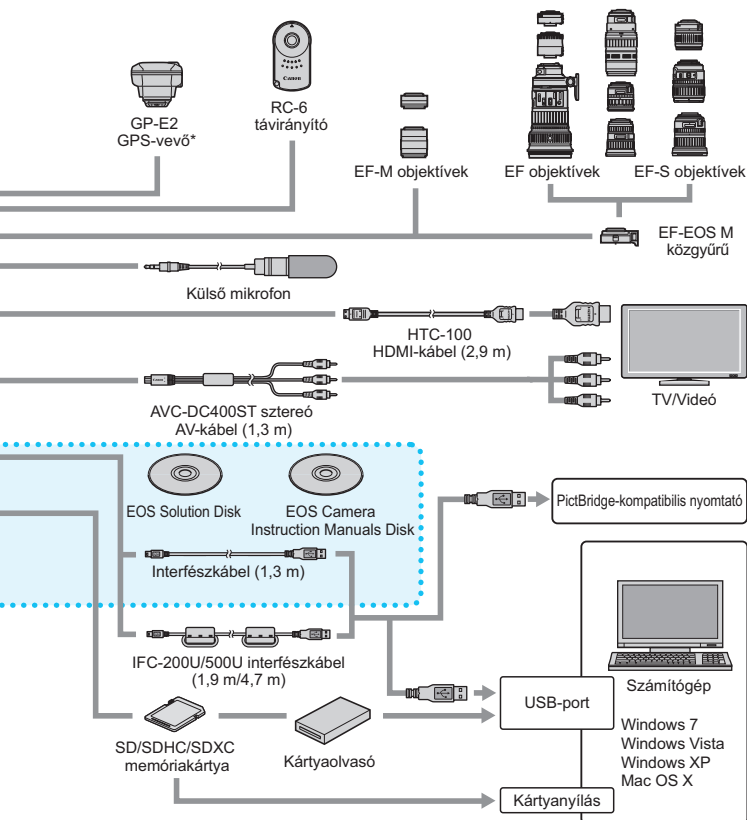 Canon
GP-E2
GPS-vevő*
RC-6
távirányító
EF-M objektívek
EF objektívek
EF-S objektívek
EF-EOS M
közgyűrű
Külső mikrofon
HTC-100
HDMI-kábel (2,9 m)
AVC-DC400ST sztereó
AV-kábel (1,3 m)
TV/Videó
EOS Solution Disk
EOS Camera
Instruction Manuals Disk
PictBridge-kompatibilis nyomtató
Interfészkábel (1,3 m)
IFC-200U/500U interfészkábel
(1,9 m/4,7 m)
USB-port
Számítógép
Windows 7
Windows Vista
Windows XP
Mac OS X
SD/SDHC/SDXC
memóriakártya
Kártyaolvasó
Kártyanyílás